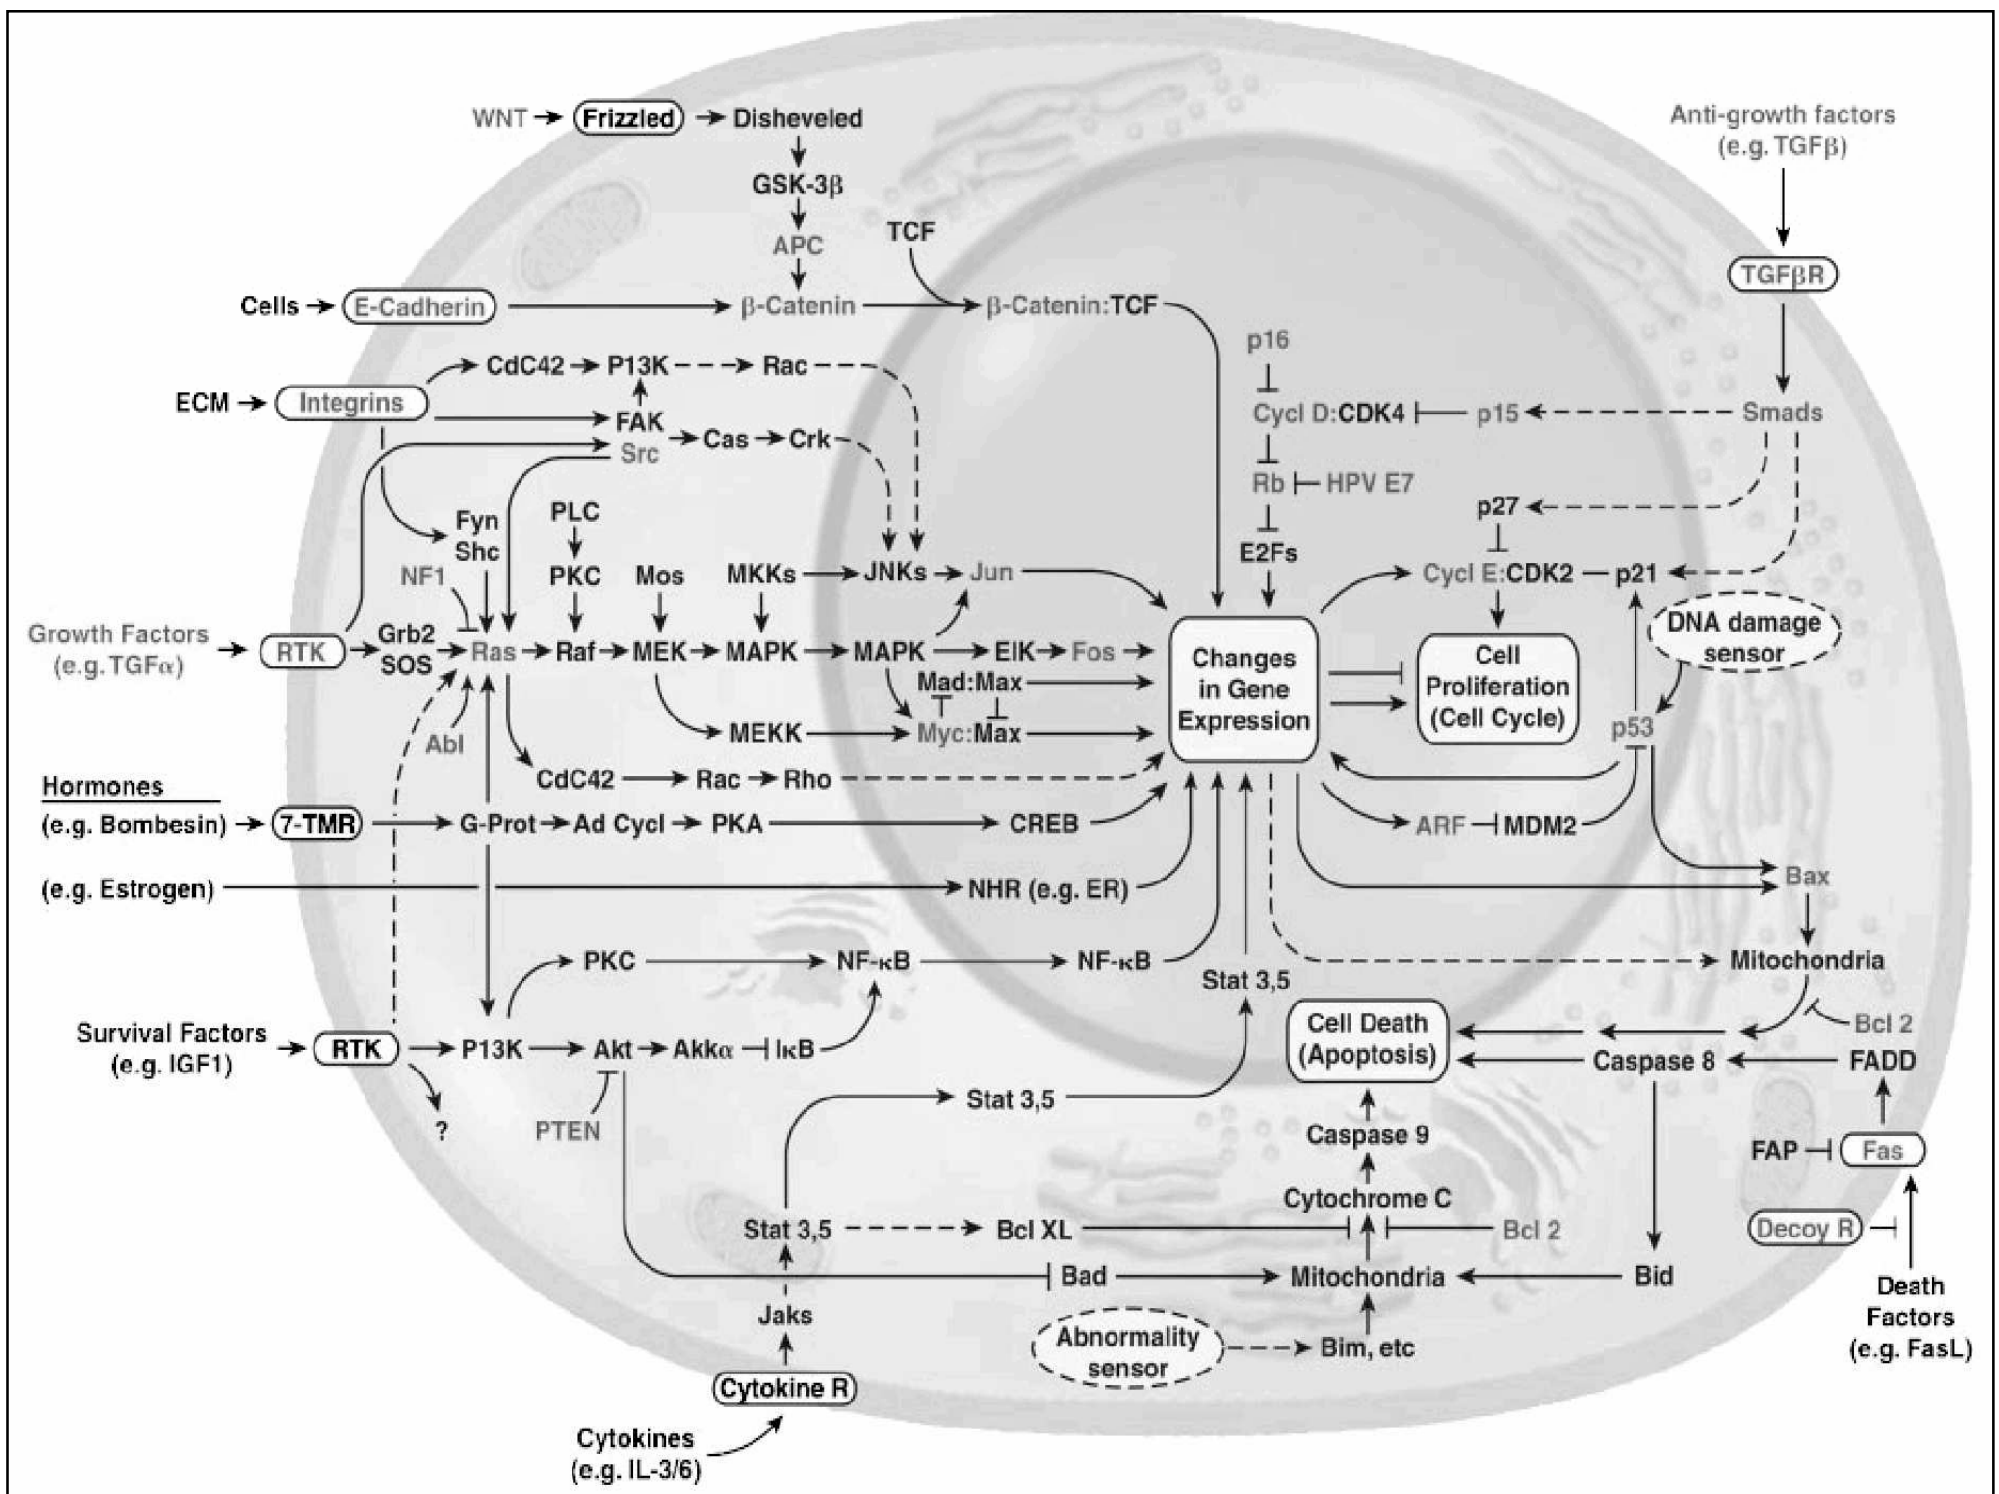 WNT
Frizzled
Disheveled
GSK-3β
APC
TCF
Cells
E-Cadherin
β-Catenin
β-Catenin:TCF
Anti-growth factors
(e.g. TGFβ)
TGFβR
Smads
p16
Cycl D:CDK4
p15
Rb
HPV E7
E2Fs
p27
Cycl E:CDK2
p21
ECM
Integrins
CdC42
P13K
Rac
FAK
Src
Cas
Crk
Fyn
Shc
PLC
NF1
PKC
Mos
MKKs
JNKs
Jun
Growth Factors
(e.g. TGFα)
RTK
Grb2
SOS
Ras
Raf
MEK
MAPK
MAPK
ElK
Fos
Mad:Max
Abl
MEKK
Myc:Max
CdC42
Rac
Rho
Changes
in Gene
Expression
Cell
Proliferation
(Cell Cycle)
DNA damage
sensor
p53
ARF
MDM2
Bax
Hormones
(e.g. Bombesin)
7-TMR
G-Prot
Ad Cycl
PKA
CREB
(e.g. Estrogen)
NHR (e.g. ER)
PKC
NF-κB
NF-κB
Stat 3,5
Mitochondria
Survival Factors
(e.g. IGF1)
RTK
P13K
Akt
Akkα
IκB
?
PTEN
Stat 3,5
Cell Death
(Apoptosis)
Bcl 2
Caspase 8
FADD
Caspase 9
FAP
Fas
Cytochrome C
Stat 3,5
Bcl XL
Bcl 2
Decoy R
Bad
Mitochondria
Bid
Death
Factors
(e.g. FasL)
Jaks
Abnormality
sensor
Bim, etc
Cytokine R
Cytokines
(e.g. IL-3/6)